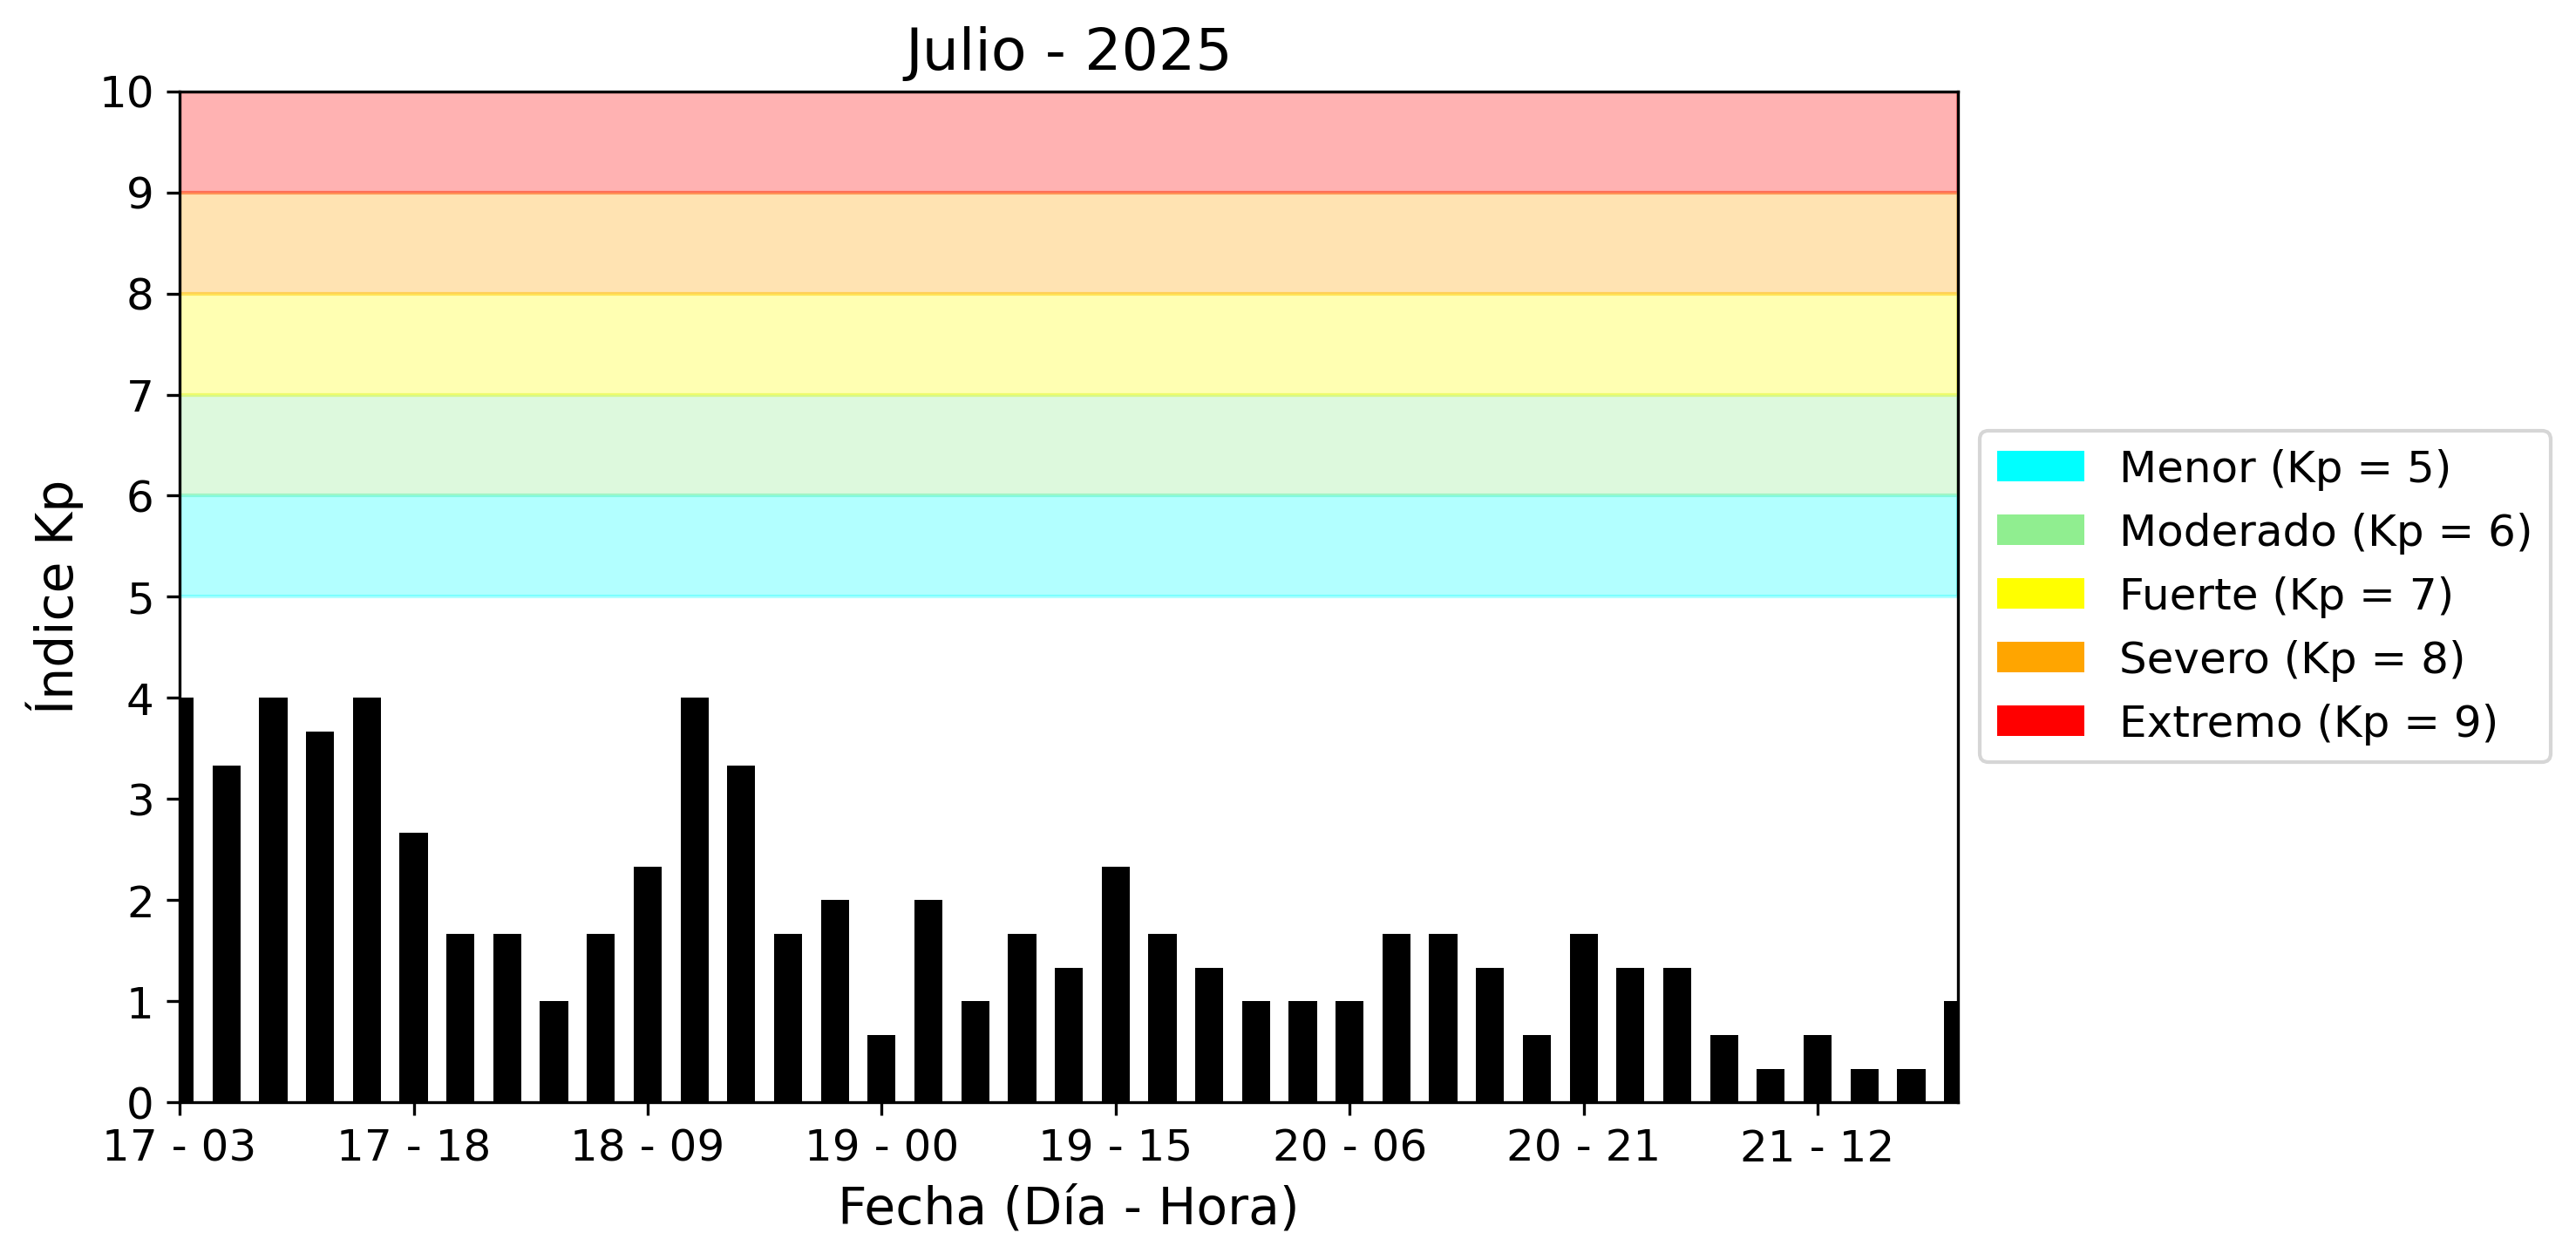 Julio - 2025
10
9
8
7
6
5
4
3
2
1
0
Índice Kp
17 - 03 17 - 18 18 - 09 19 - 00 19 - 15 20 - 06 20 - 21 21 - 12
Fecha (Día - Hora)
Menor (Kp = 5)
Moderado (Kp = 6)
Fuerte (Kp = 7)
Severo (Kp = 8)
Extremo (Kp = 9)